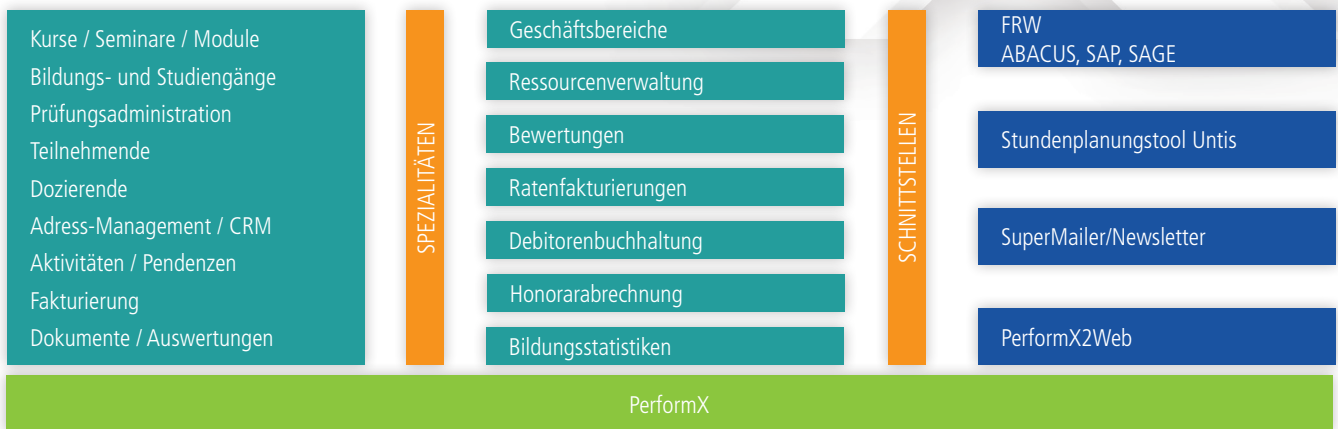 Kurse / Seminare / Module
Bildungs- und Studiengänge
Prüfungsadministration
Teilnehmende
Dozierende
Adress-Management / CRM
Aktivitäten / Pendenzen
Fakturierung
Dokumente / Auswertungen
SPEZIALITÄTEN
Geschäftsbereiche
Ressourcenverwaltung
Bewertungen
Ratenfakturierungen
Debitorenbuchhaltung
Honorarabrechnung
Bildungsstatistiken
SCHNITTSTELLEN
FRW
ABACUS, SAP, SAGE
Stundenplanungstool Untis
SuperMailer/Newsletter
PerformX2Web
PerformX